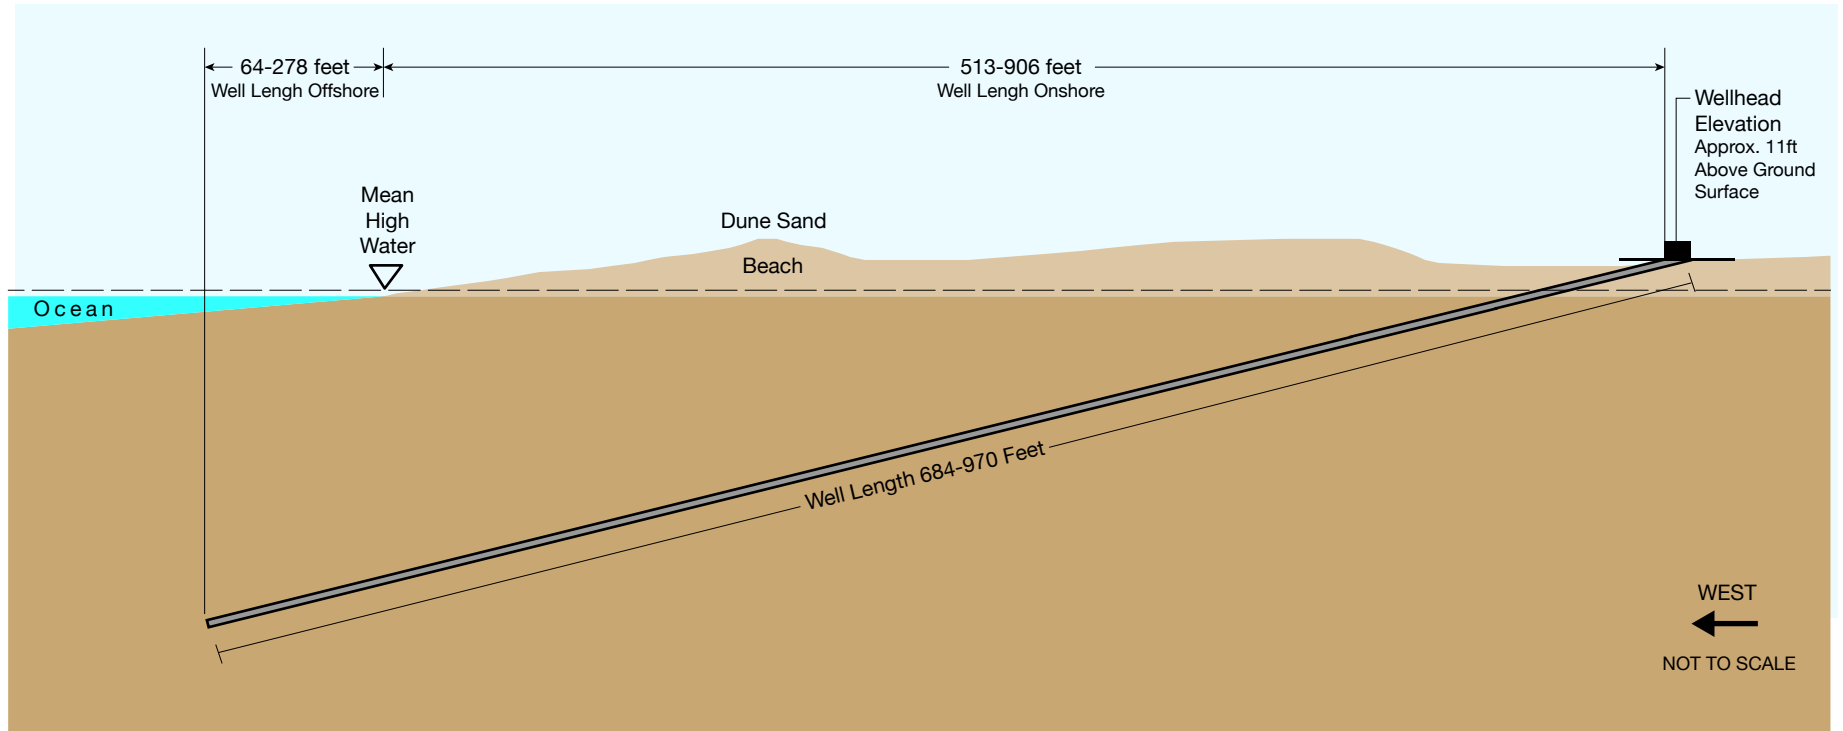 64-278 feet
Well Lengh Offshore
513-906 feet
Well Lengh Onshore
Wellhead
Elevation
Approx. 11ft
Above Ground
Surface
Mean
High
Water
Dune Sand
Beach
Ocean
Well Length 684-970 Feet
WEST
NOT TO SCALE